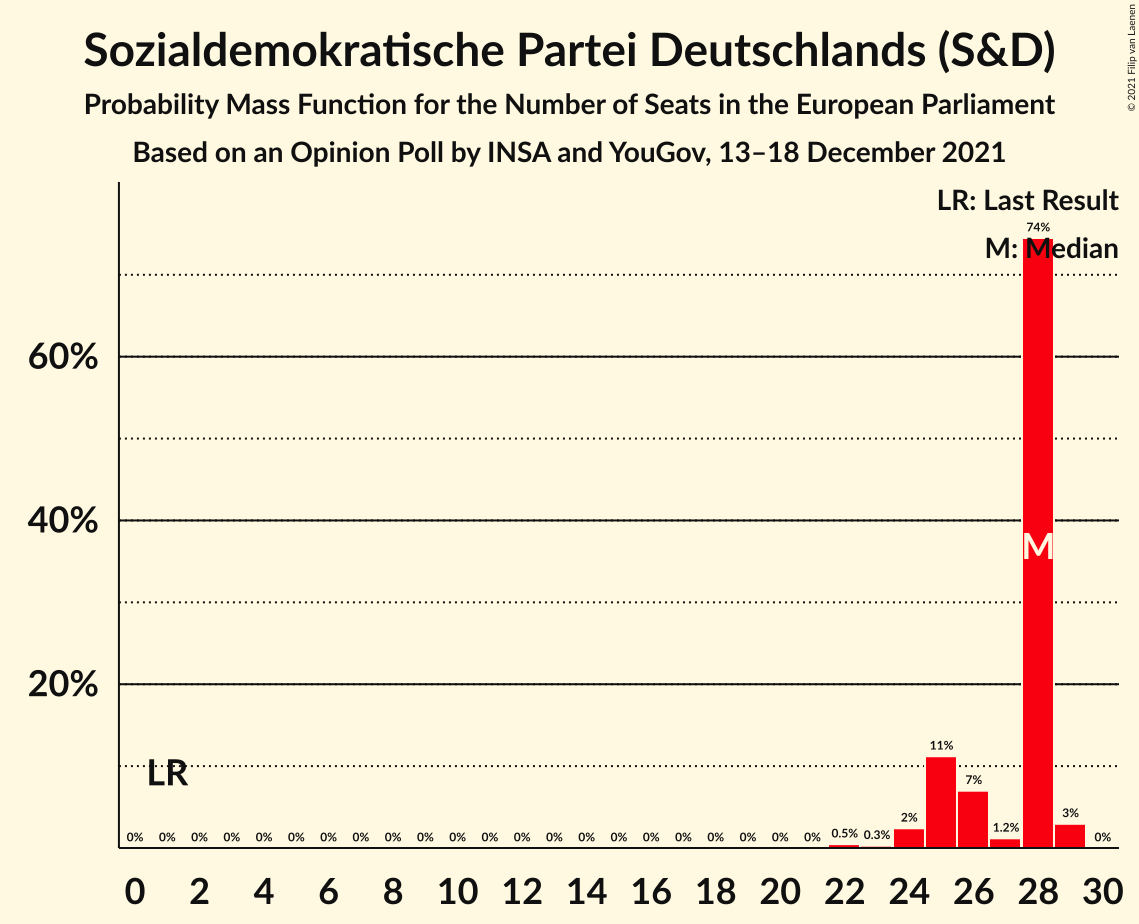 Sozialdemokratische Partei Deutschlands (S&D)
Probability Mass Function for the Number of Seats in the European Parliament
Based on an Opinion Poll by INSA and YouGov, 13–18 December 2021
© 2021 Filip van Laenen
LR: Last Result
74%
M: Median
60%
40%
M
20%
11%
LR
7%
2%
3%
1.2%
0% 0% 0% 0% 0% 0% 0% 0% 0% 0% 0% 0% 0% 0% 0% 0% 0% 0% 0% 0% 0% 0% 0.5% 0.3% 0%
0 2 4 6 8 10 12 14 16 18 20 22 24 26 28 30